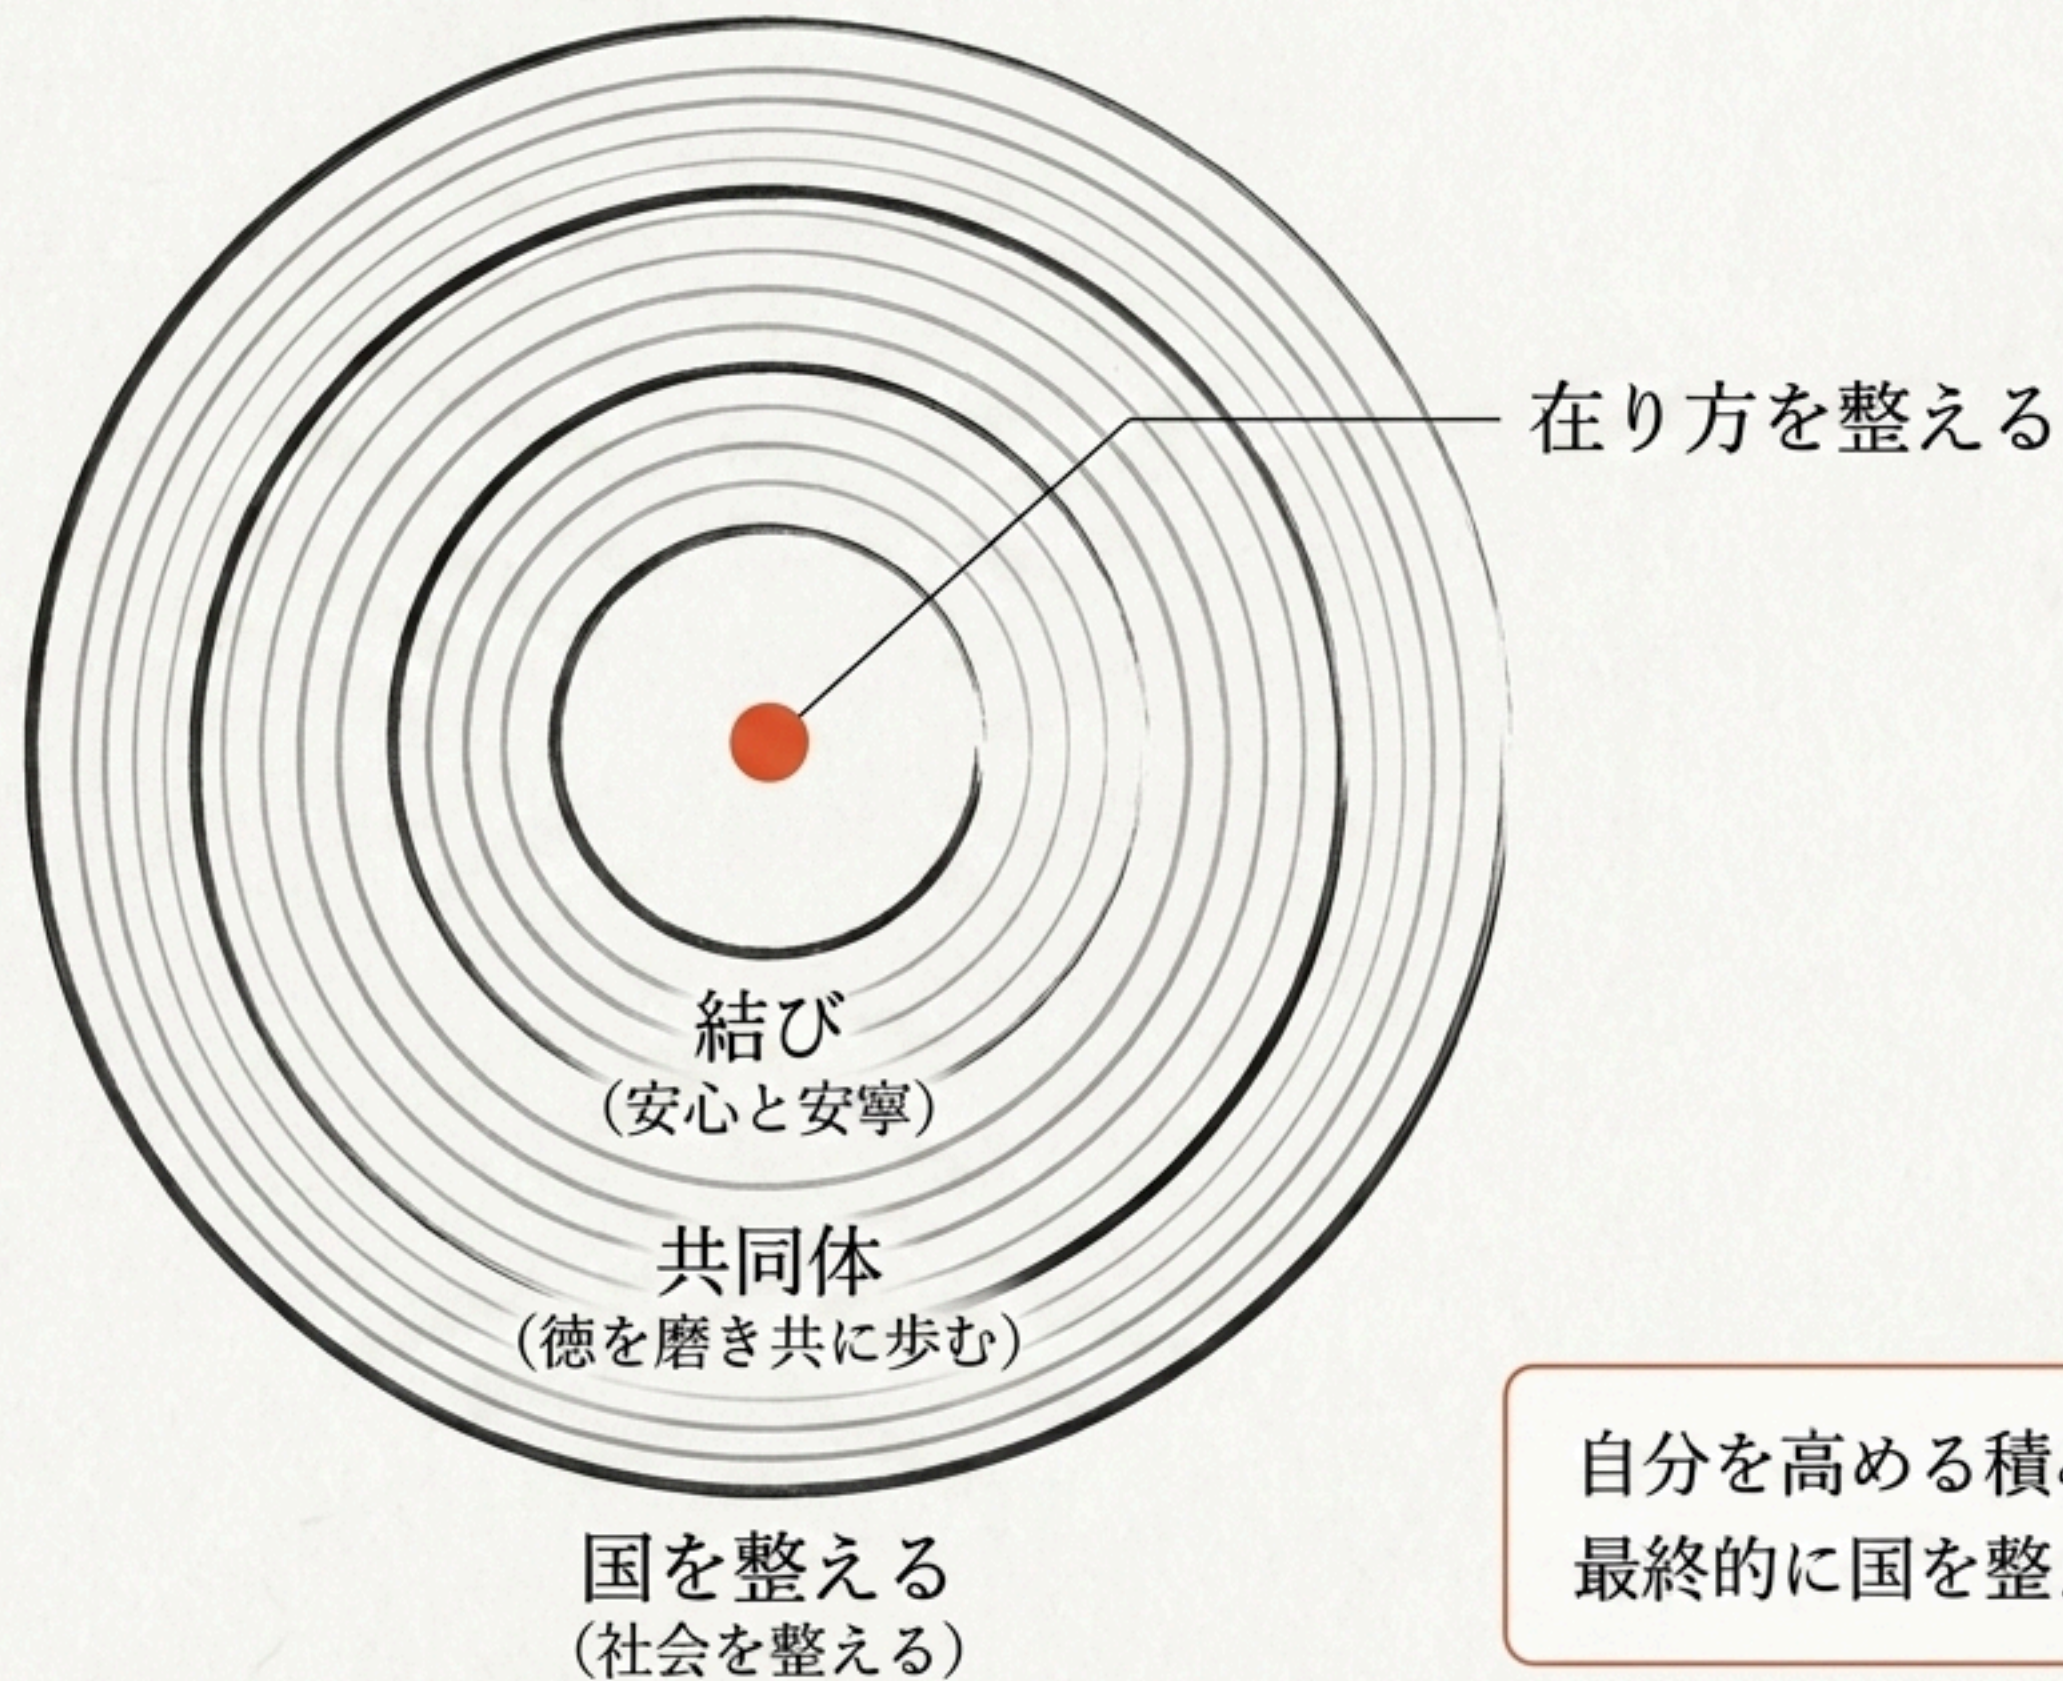 在り方を整える
結び
（安心と安寧）
共同体
（徳を磨き共に歩む）
国を整える
（社会を整える）
自分を高める積
最終的に国を整